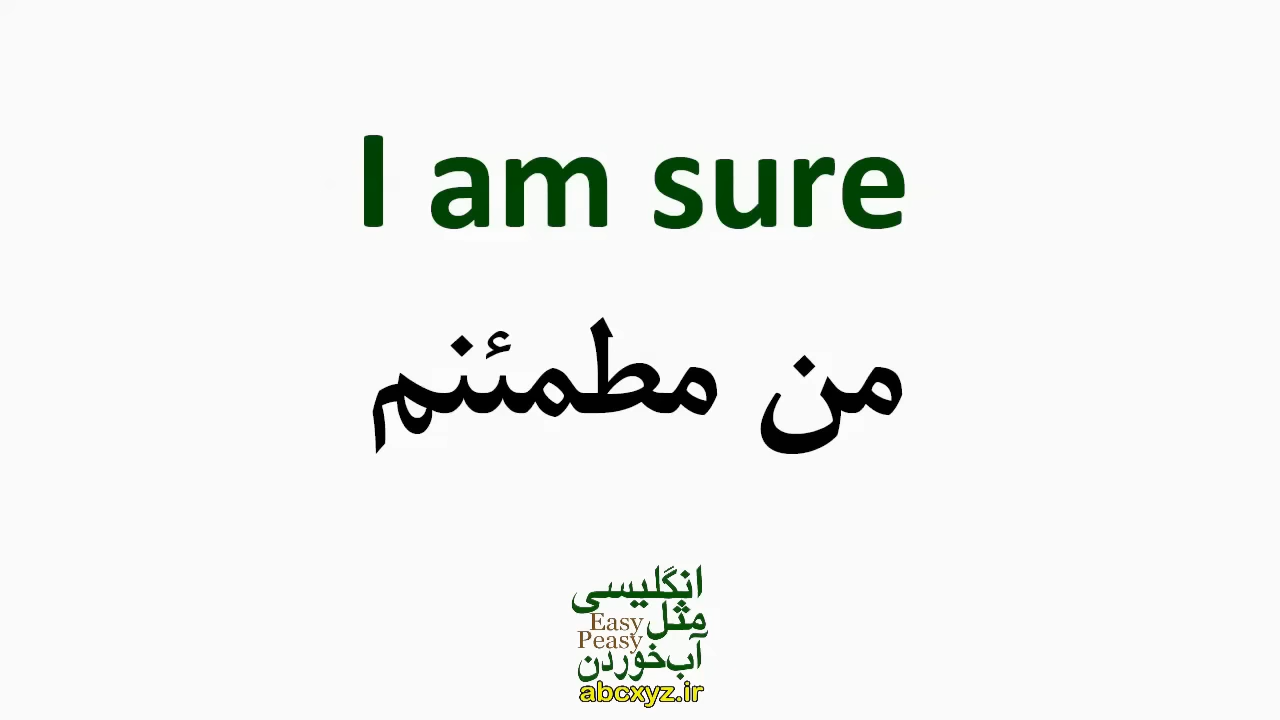 I am sure
من مطمئنم
انگلیسی
مثل
Easy
Peasy
آب‌خوردن
abcxyz.ir